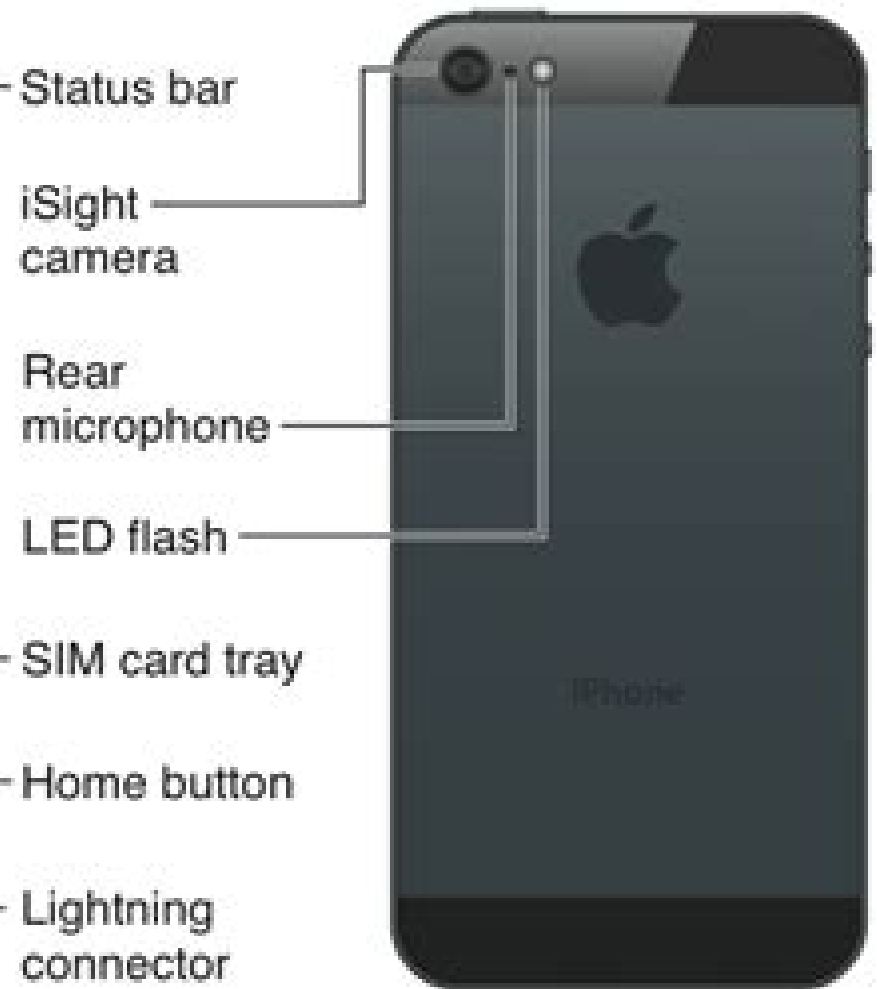 Status bar
iSight
camera
Rear
microphone
LED flash
SIM card tray
Home button
Lightning
connector
iPhone